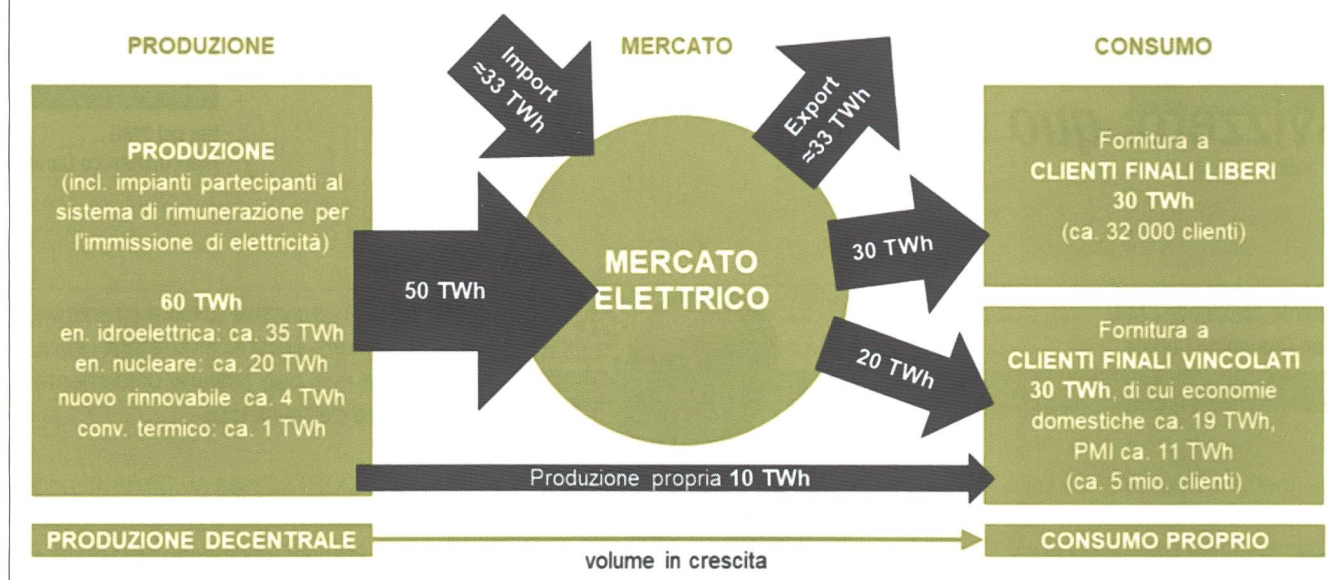 PRODUZIONE
PRODUZIONE
(incl. impianti partecipanti al
sistema di rimunerazione per
l'immissione di elettricità)
60 TWh
en. idroelettrica: ca. 35 TWh
en. nucleare: ca. 20 TWh
nuovo rinnovabile ca. 4 TWh
conv. termico: ca. 1 TWh
MERCATO
Import
≈33 TWh
Export
≈33 TWh
50 TWh
MERCATO
ELETTRICO
30 TWh
20 TWh
Produzione propria 10 TWh
CONSUMO
Fornitura a
CLIENTI FINALI LIBERI
30 TWh
(ca. 32 000 clienti)
Fornitura a
CLIENTI FINALI VINCOLATI
30 TWh, di cui economie
domestiche ca. 19 TWh,
PMI ca. 11 TWh
(ca. 5 mio. clienti)
PRODUZIONE DECENTRALE
volume in crescita
CONSUMO PROPRIO